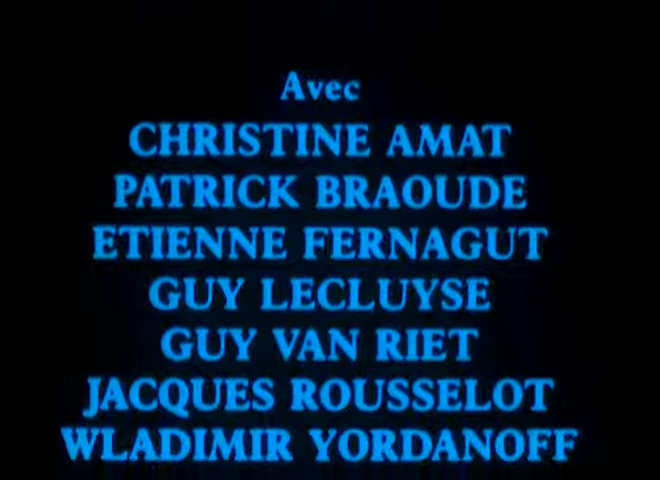 Avec
CHRISTINE AMAT
PATRICK BRAOUDE
ETIENNE FERNAGUT
GUY LECLUYSE
GUY VAN RIET
JACQUES ROUSSELOT
WLADIMIR YORDANOFF